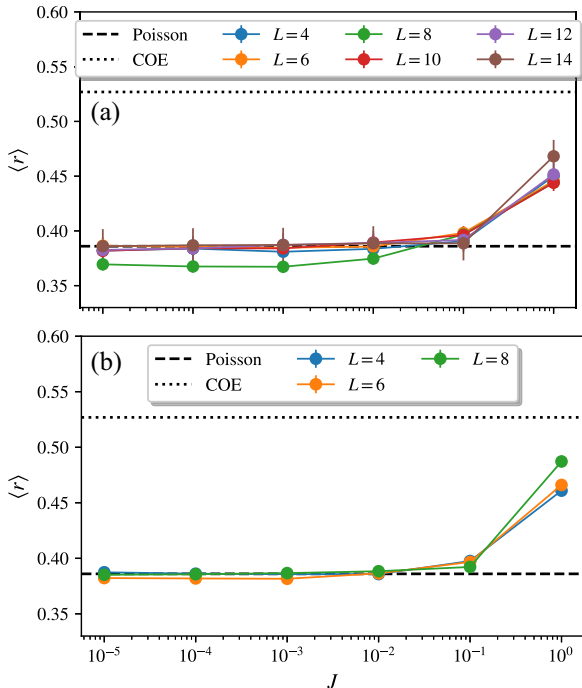 0.60
Poisson L = 4 L = 8 L = 12
COE L = 6 L = 10 L = 14
0.55
(a)
0.50
⟨r⟩
0.45
0.40
0.35
0.60
(b)
Poisson L = 4 L = 8
COE L = 6
0.55
0.50
⟨r⟩
0.45
0.40
0.35
10⁻⁵ 10⁻⁴ 10⁻³ 10⁻² 10⁻¹ 10⁰
J